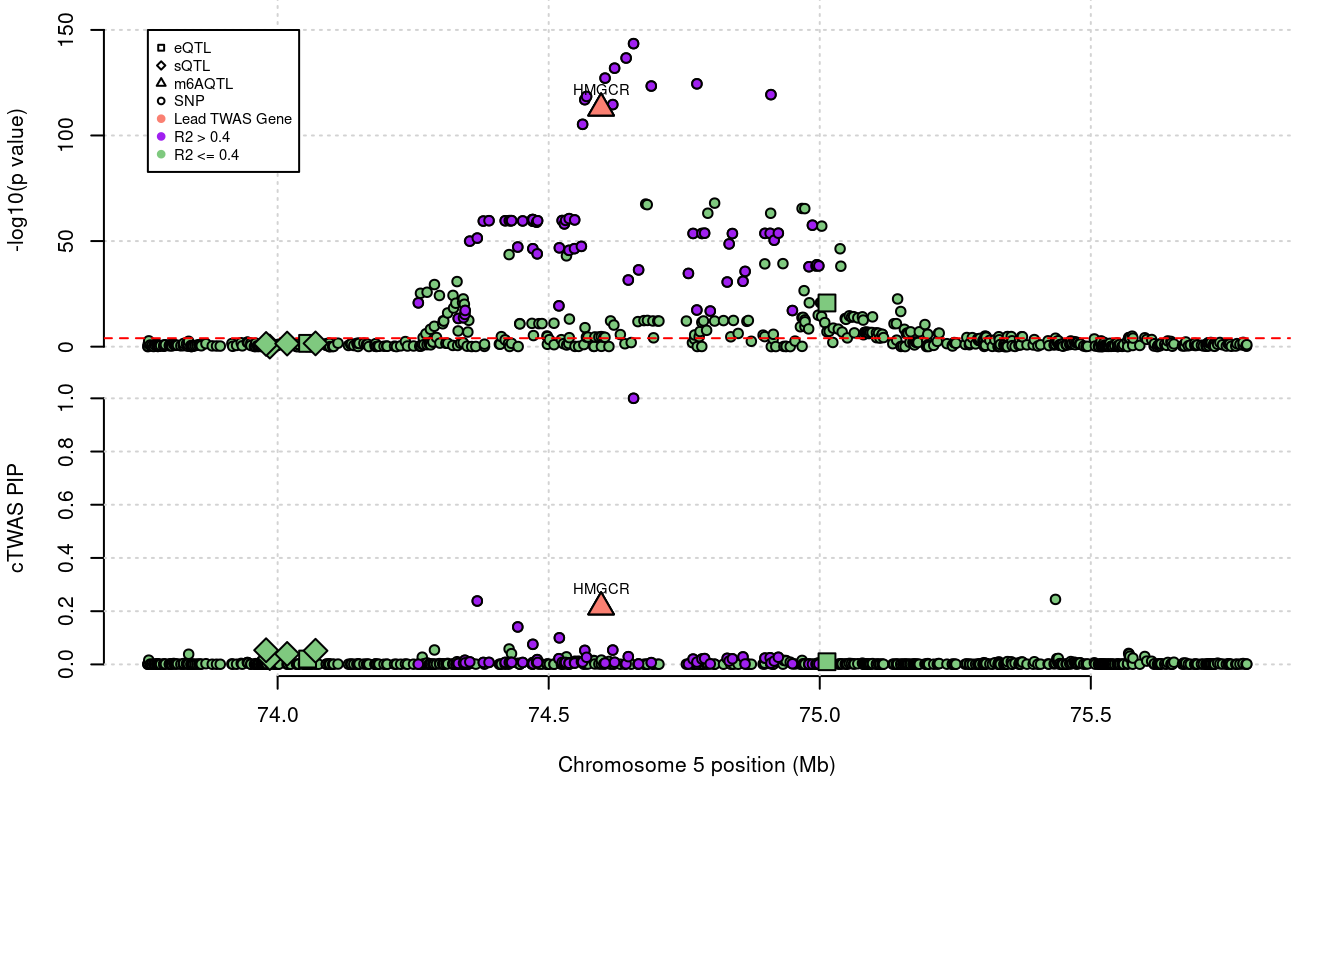 -log10(p value)
150
100
50
0
eQTL
sQTL
m6AQTL
SNP
Lead TWAS Gene
R2 > 0.4
R2 <= 0.4
HMGCR
cTWAS PIP
1.0
0.8
0.6
0.4
0.2
0.0
HMGCR
74.0 74.5 75.0 75.5
Chromosome 5 position (Mb)